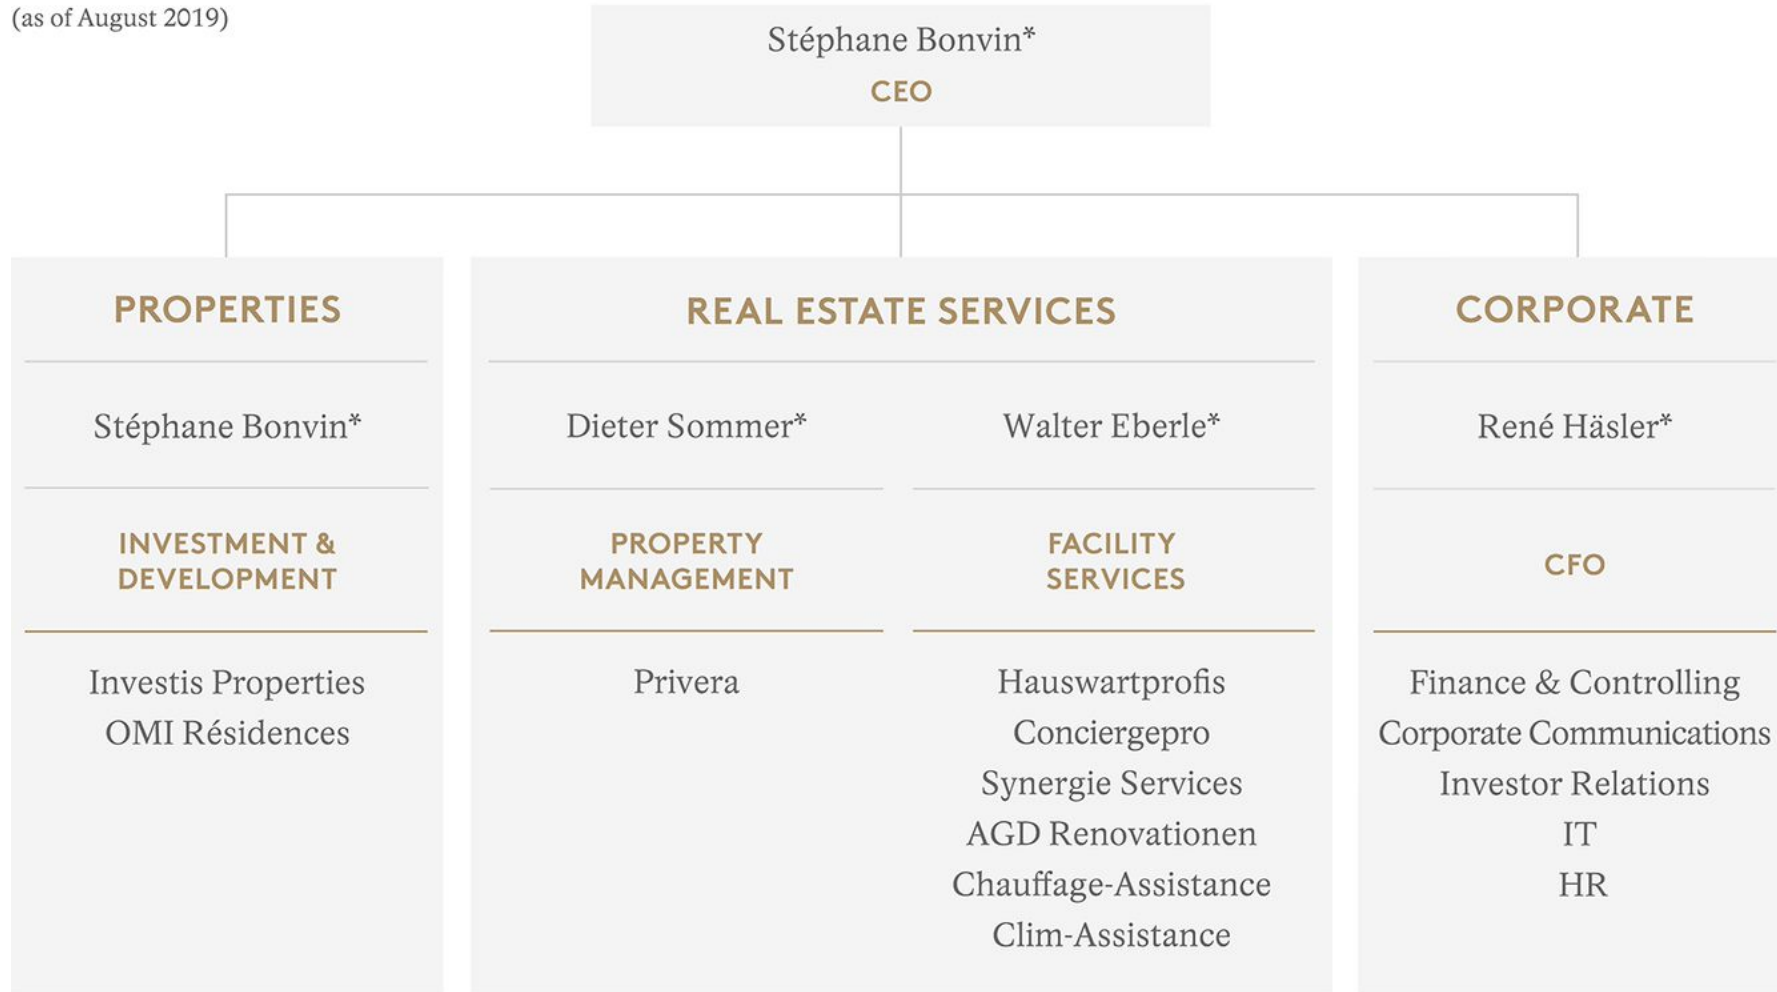 (as of August 2019)
Stéphane Bonvin*
CEO
PROPERTIES
Stéphane Bonvin*
INVESTMENT &
DEVELOPMENT
Investis Properties
OMI Résidences
REAL ESTATE SERVICES
Dieter Sommer*
PROPERTY
MANAGEMENT
Privera
Walter Eberle*
FACILITY
SERVICES
Hauswartprofis
Conciergepro
Synergie Services
AGD Renovationen
Chauffage-Assistance
Clim-Assistance
CORPORATE
René Häsler*
CFO
Finance & Controlling
Corporate Communications
Investor Relations
IT
HR